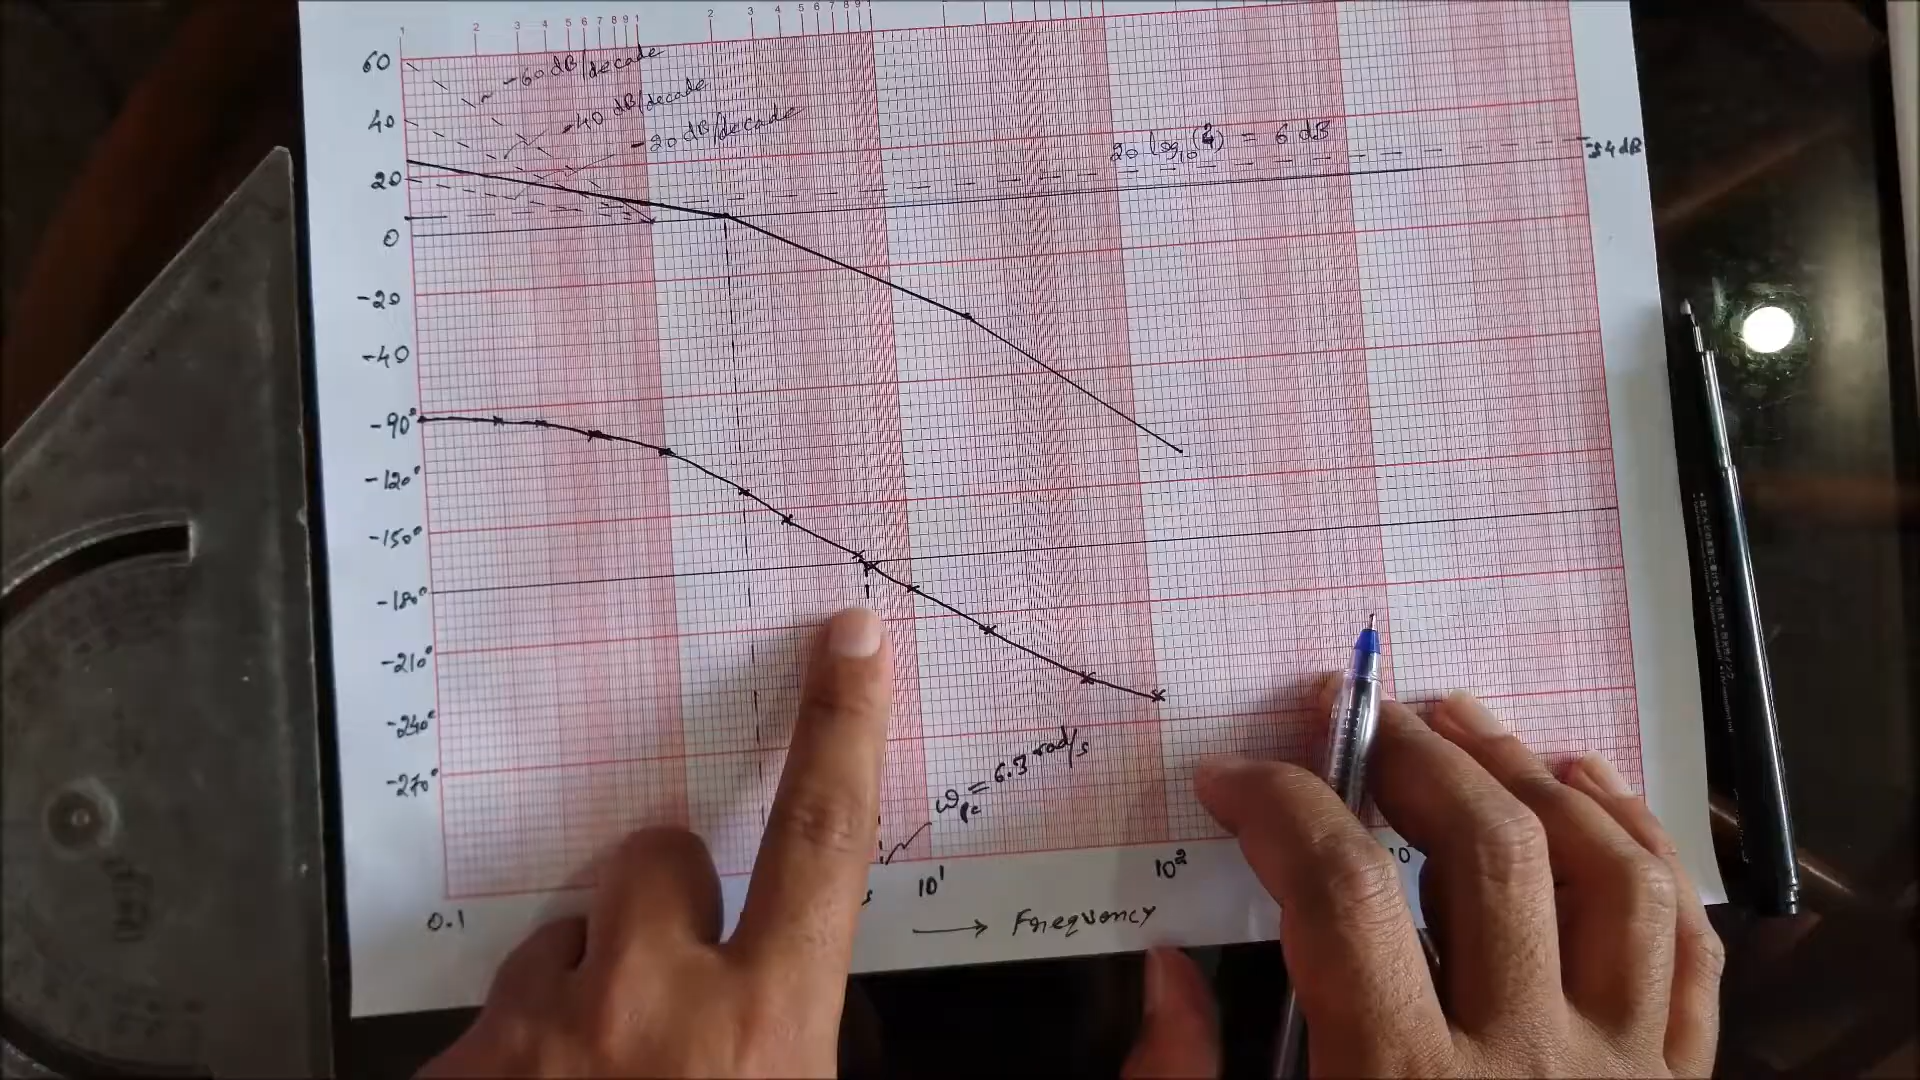 1 2 3 4 5 6 7 8 9 1 2 3 4 5 6 7 8 9 1
60
-60 dB/decade
40
-40 dB/decade
-20 dB/decade
20 log10(2) = 6 dB
20
0
-20
-40
-90°
-120°
-150°
-180°
-210°
-240°
-270°
ωpc = 6.3 rad/s
0.1
s
10¹
10²
10
Frequency